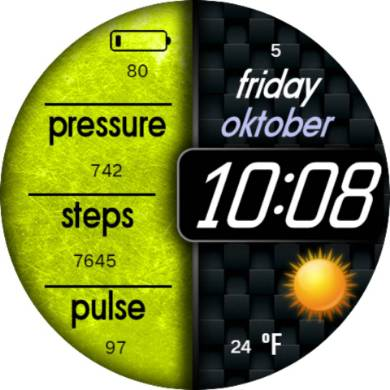 80
pressure
742
steps
7645
pulse
97
5
friday
oktober
10:08
24 °F